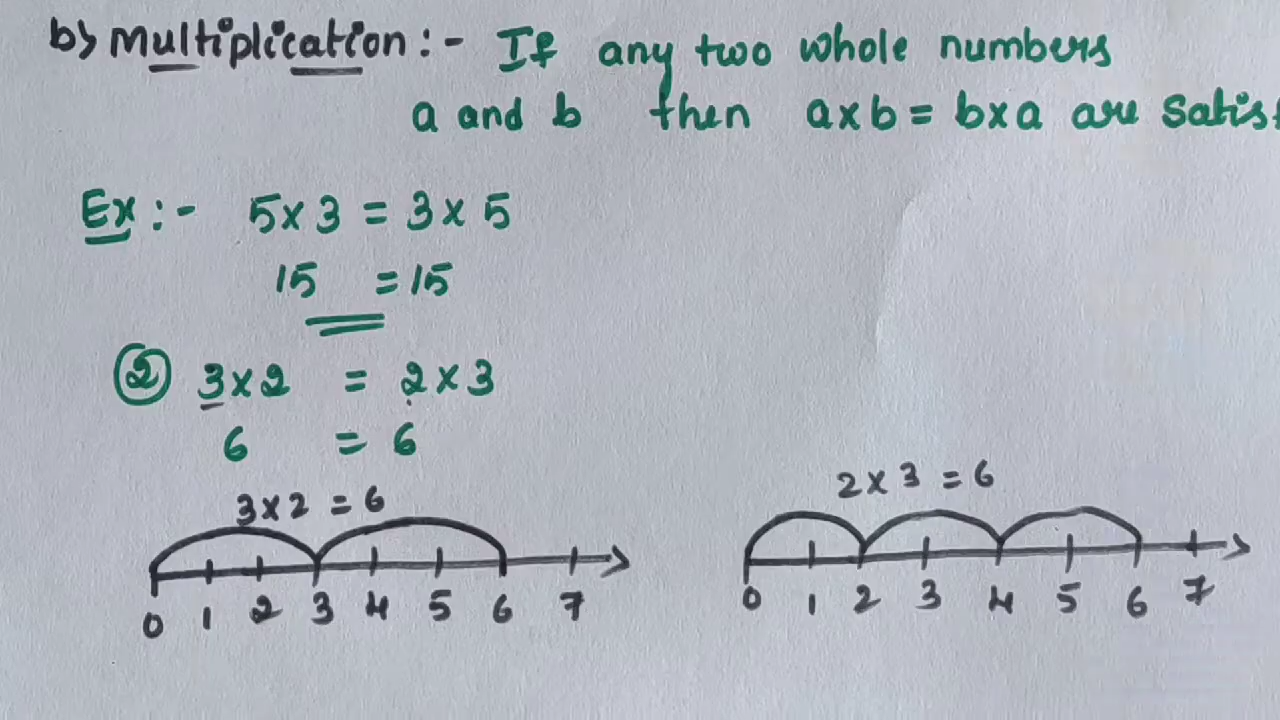 b) Multiplication :- If any two whole numbers
a and b then a×b = b×a are satis
Ex :- 5×3 = 3×5
15 = 15
② 3×2 = 2×3
6 = 6
3×2 = 6
0 1 2 3 4 5 6 7
2×3 = 6
0 1 2 3 4 5 6 7